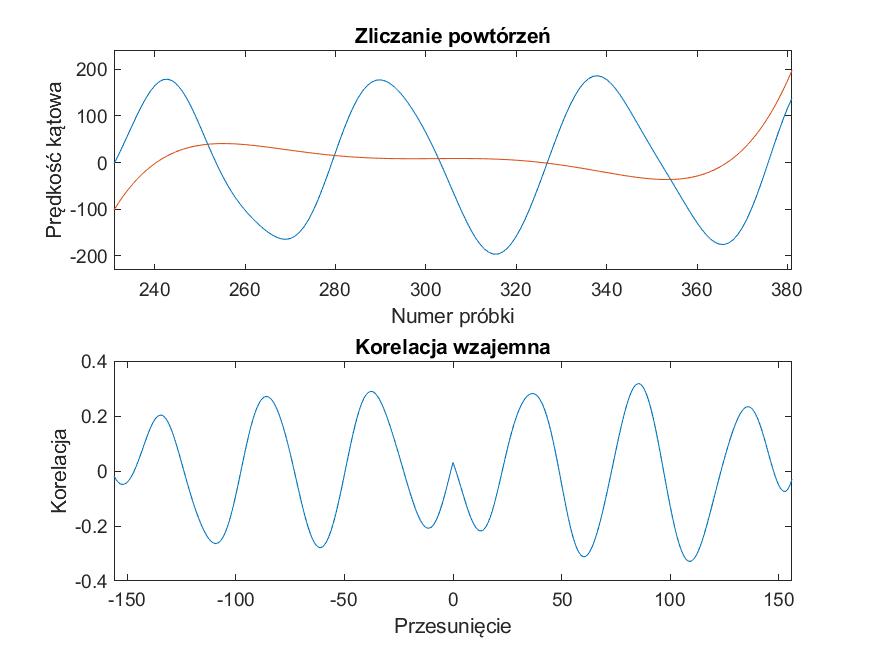 Zliczanie powtórzeń
200
100
0
-100
-200
Prędkość kątowa
240 260 280 300 320 340 360 380
Numer próbki
Korelacja wzajemna
0.4
0.2
0
-0.2
-0.4
Korelacja
-150 -100 -50 0 50 100 150
Przesunięcie